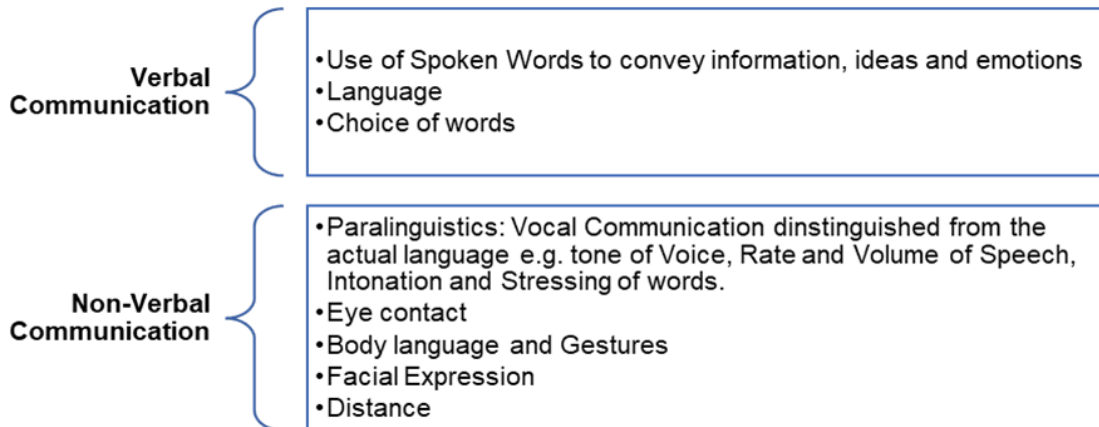 Verbal
Communication
•Use of Spoken Words to convey information, ideas and emotions
•Language
•Choice of words
Non-Verbal
Communication
•Paralinguistics: Vocal Communication dinstinguished from the
actual language e.g. tone of Voice, Rate and Volume of Speech,
Intonation and Stressing of words.
•Eye contact
•Body language and Gestures
•Facial Expression
•Distance